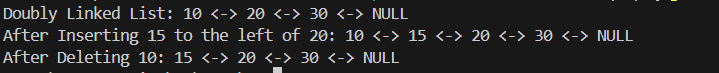 Doubly Linked List: 10 <-> 20 <-> 30 <-> NULL
After Inserting 15 to the left of 20: 10 <-> 15 <-> 20 <-> 30 <-> NULL
After Deleting 10: 15 <-> 20 <-> 30 <-> NULL